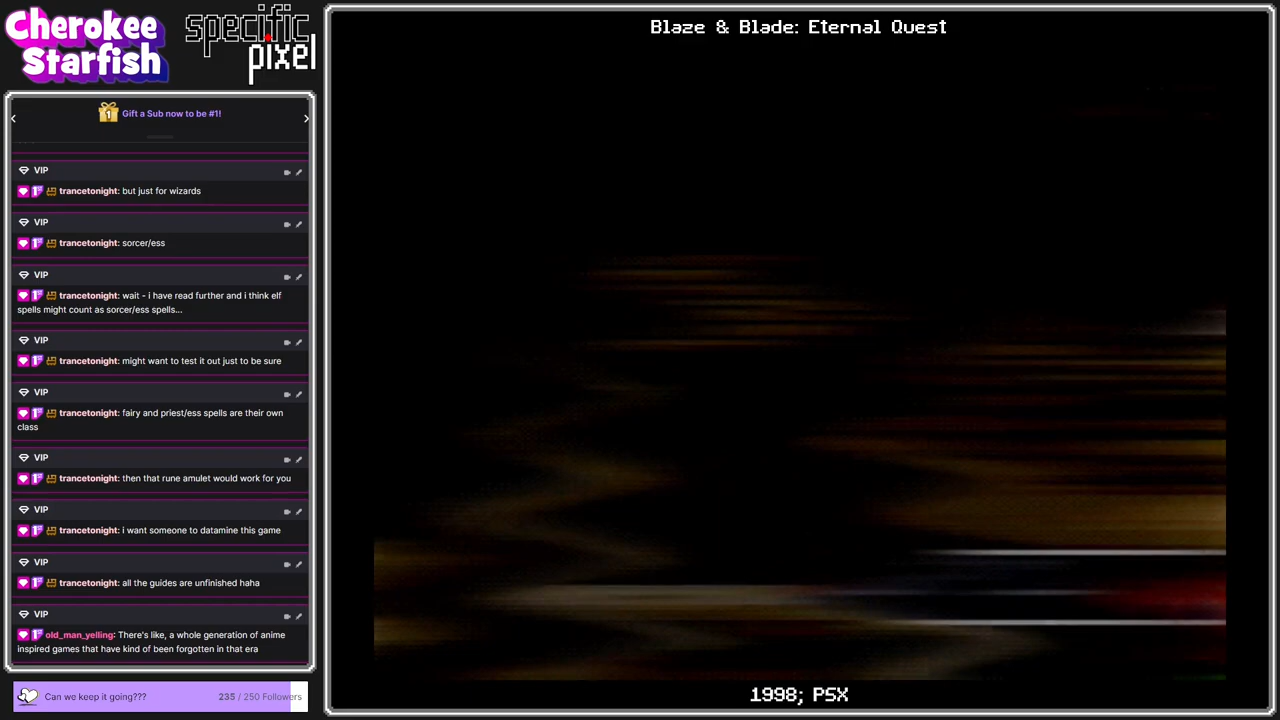 Cherokee
Starfish
specific
pixel
Blaze & Blade: Eternal Quest
1
Gift a Sub now to be #1!
VIP
trancetonight: but just for wizards
VIP
trancetonight: sorcer/ess
VIP
trancetonight: wait - i have read further and i think elf
spells might count as sorcer/ess spells...
VIP
trancetonight: might want to test it out just to be sure
VIP
trancetonight: fairy and priest/ess spells are their own
class
VIP
trancetonight: then that rune amulet would work for you
VIP
trancetonight: i want someone to datamine this game
VIP
trancetonight: all the guides are unfinished haha
VIP
old_man_yelling: There's like, a whole generation of anime
inspired games that have kind of been forgotten in that era
Can we keep it going???
235 / 250 Followers
1998; PSX